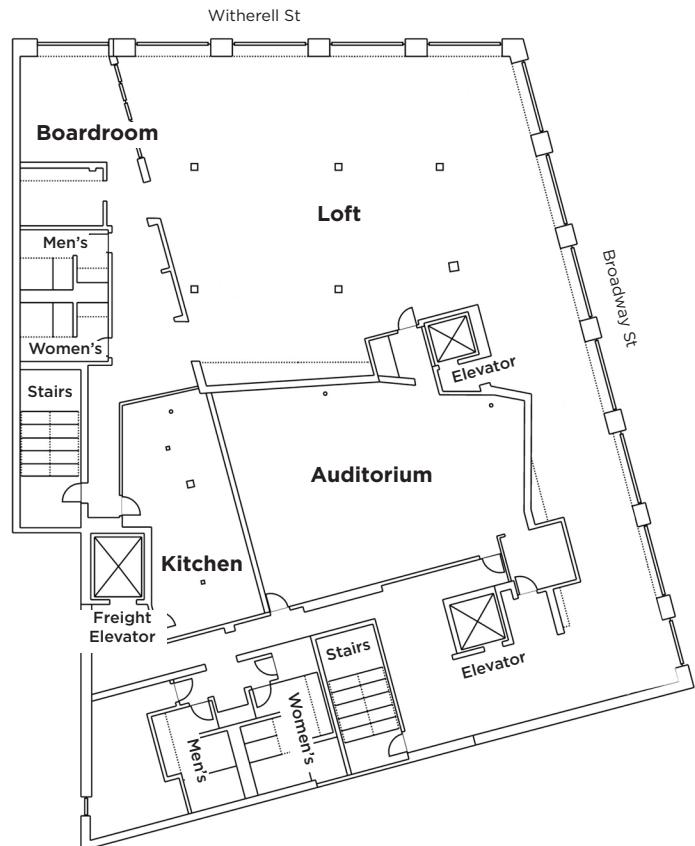 Witherell St
Boardroom
Loft
Men's
Broadway St
Women's
Elevator
Stairs
Auditorium
Kitchen
Freight
Elevator
Stairs
Elevator
Women's
Men's